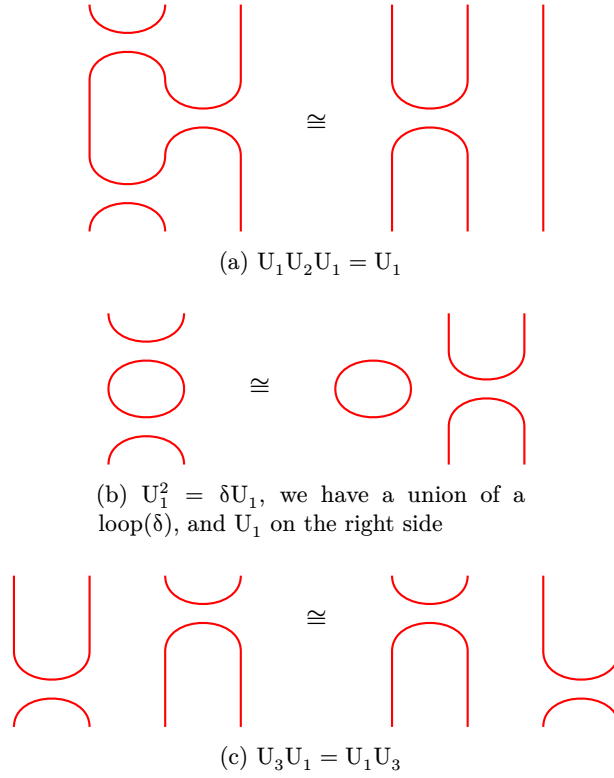 ≅
(a) U₁U₂U₁ = U₁
≅
(b) U₁² = δU₁, we have a union of a
loop(δ), and U₁ on the right side
≅
(c) U₃U₁ = U₁U₃